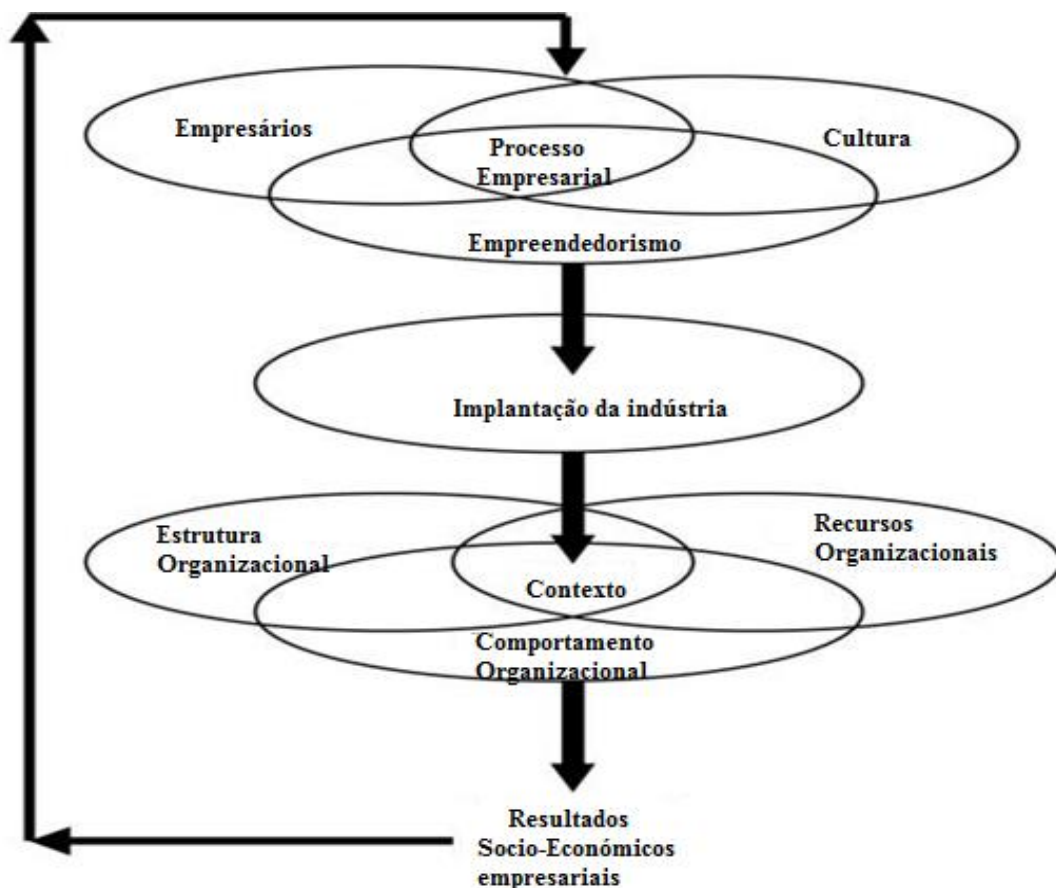 Empresários
Cultura
Processo
Empresarial
Empreendedorismo
Implantação da indústria
Estrutura
Organizacional
Recursos
Organizacionais
Contexto
Comportamento
Organizacional
Resultados
Socio-Económicos
empresariais